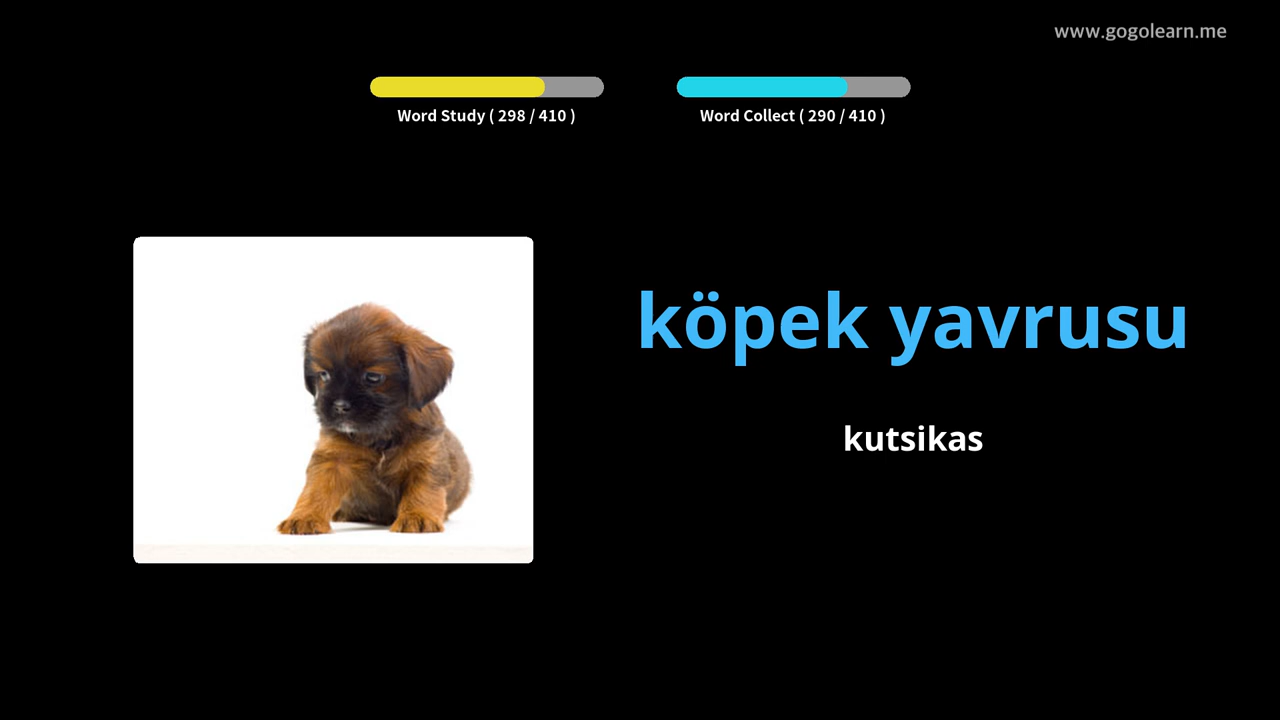 www.gogolearn.me
Word Study ( 298 / 410 )
Word Collect ( 290 / 410 )
köpek yavrusu
kutsikas